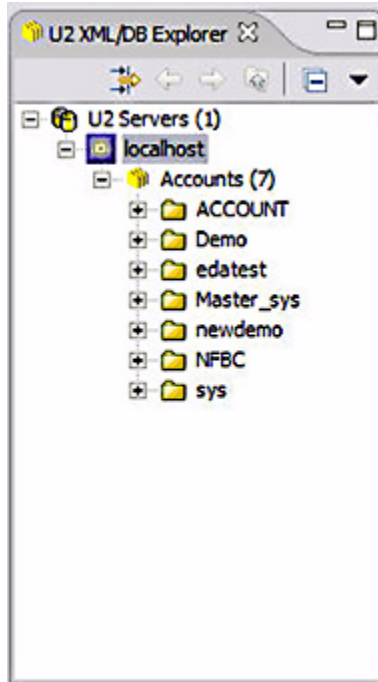 U2 XML/DB Explorer
U2 Servers (1)
localhost
Accounts (7)
ACCOUNT
Demo
edatest
Master_sys
newdemo
NFBC
sys